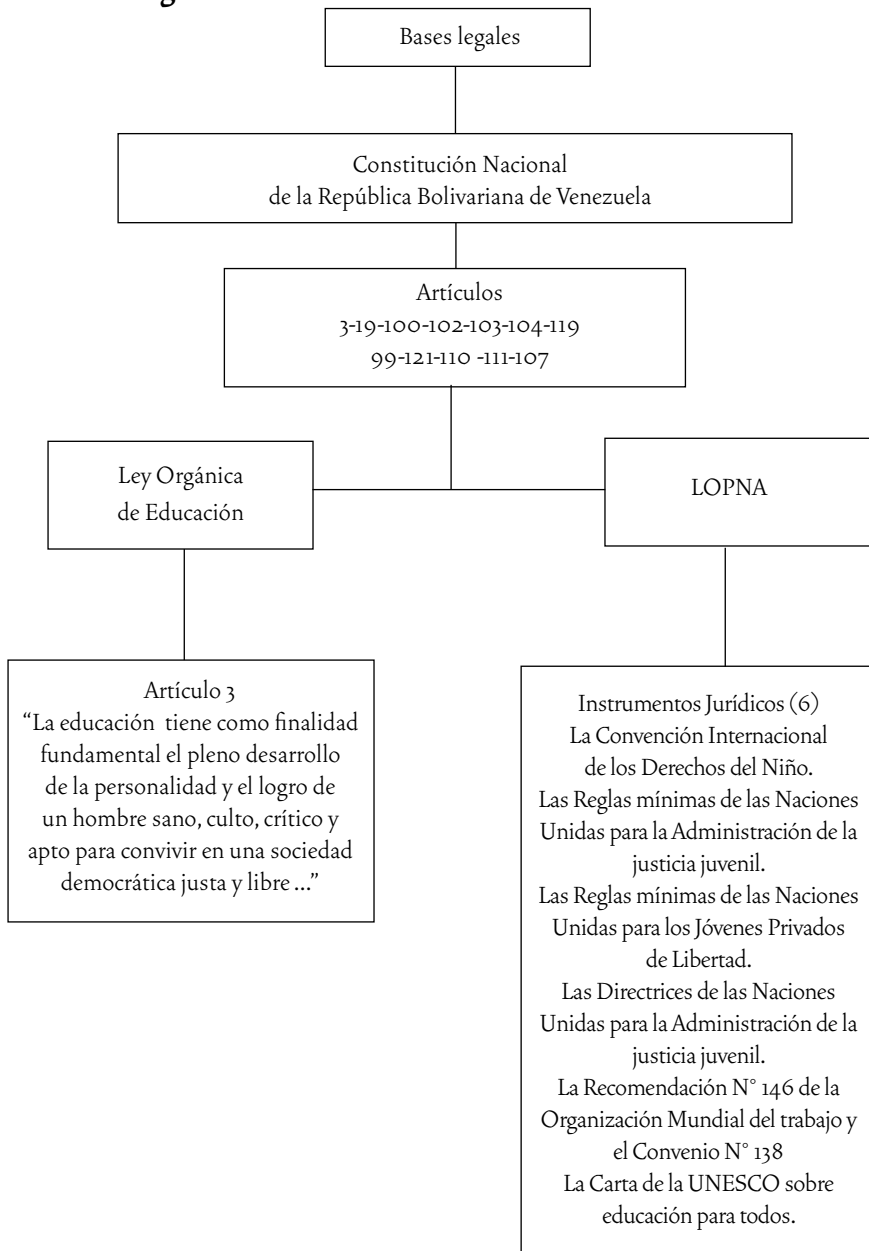 Bases legales
Constitución Nacional
de la República Bolivariana de Venezuela
Artículos
3-19-100-102-103-104-119
99-121-110 -111-107
Ley Orgánica
de Educación
LOPNA
Artículo 3
“La educación  tiene como finalidad
fundamental el pleno desarrollo
de la personalidad y el logro de
un hombre sano, culto, crítico y
apto para convivir en una sociedad
democrática justa y libre ...”
Instrumentos Jurídicos (6)
La Convención Internacional
de los Derechos del Niño.
Las Reglas mínimas de las Naciones
Unidas para la Administración de la
justicia juvenil.
Las Reglas mínimas de las Naciones
Unidas para los Jóvenes Privados
de Libertad.
Las Directrices de las Naciones
Unidas para la Administración de la
justicia juvenil.
La Recomendación N° 146 de la
Organización Mundial del trabajo y
el Convenio N° 138
La Carta de la UNESCO sobre
educación para todos.